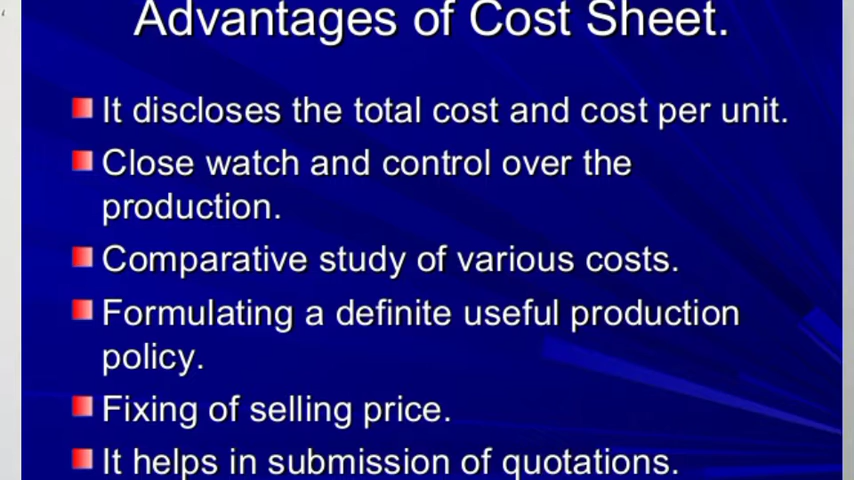 Advantages of Cost Sheet.
It discloses the total cost and cost per unit.
Close watch and control over the
production.
Comparative study of various costs.
Formulating a definite useful production
policy.
Fixing of selling price.
It helps in submission of quotations.